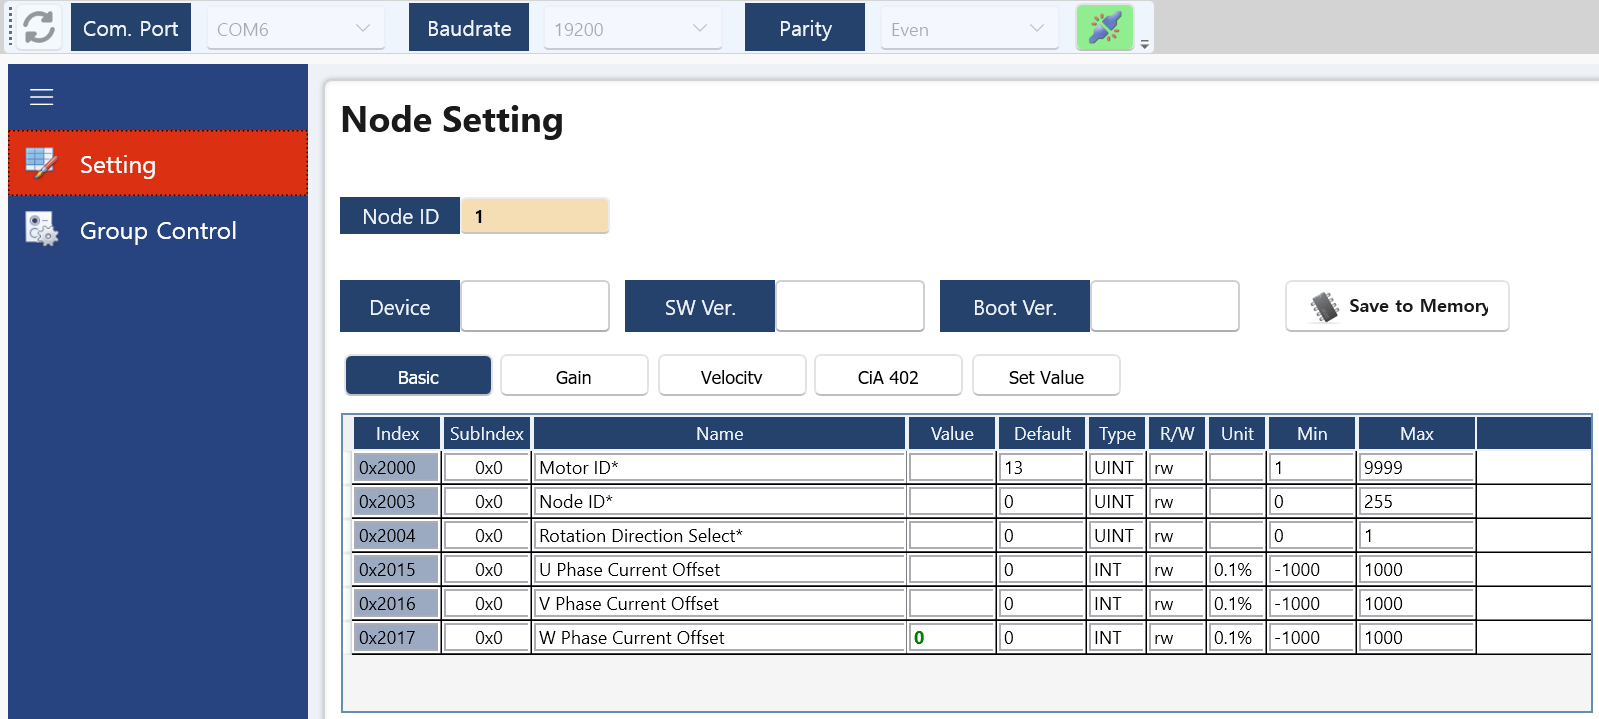 Com. Port COM6 Baudrate 19200 Parity Even
Setting
Group Control
Node Setting
Node ID 1
Device SW Ver. Boot Ver. Save to Memory
Basic Gain Velocity CiA 402 Set Value
Index SubIndex Name Value Default Type R/W Unit Min Max
0x2000 0x0 Motor ID* 13 UINT rw 1 9999
0x2003 0x0 Node ID* 0 UINT rw 0 255
0x2004 0x0 Rotation Direction Select* 0 UINT rw 0 1
0x2015 0x0 U Phase Current Offset 0 INT rw 0.1% -1000 1000
0x2016 0x0 V Phase Current Offset 0 INT rw 0.1% -1000 1000
0x2017 0x0 W Phase Current Offset 0 0 INT rw 0.1% -1000 1000